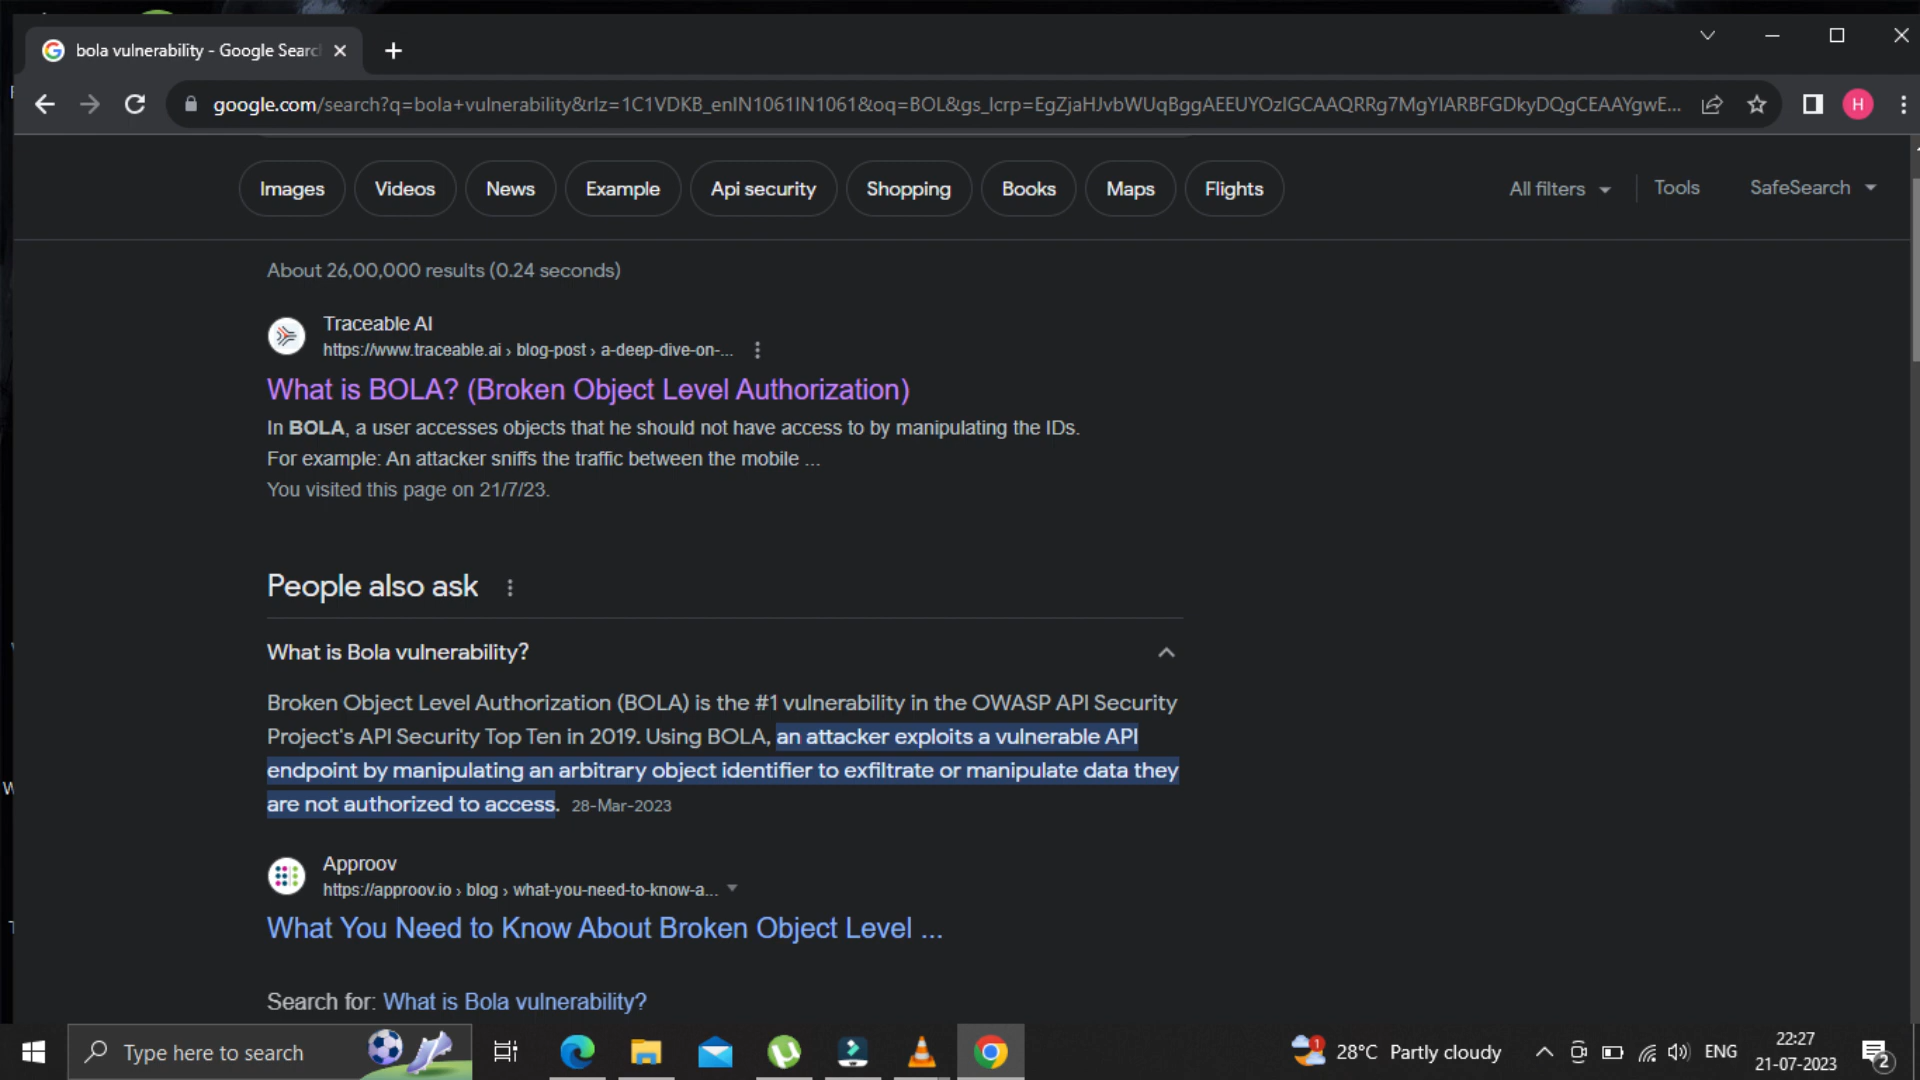 bola vulnerability - Google Searc
google.com/search?q=bola+vulnerability&rlz=1C1VDKB_enIN1061IN1061&oq=BOL&gs_lcrp=EgZjaHJvbWUqBggAEEUYOzIGCAAQRRg7MgYIARBFGDkyDQgCEAAYgwE...
H
Images Videos News Example Api security Shopping Books Maps Flights All filters Tools SafeSearch
About 26,00,000 results (0.24 seconds)
Traceable AI
https://www.traceable.ai › blog-post › a-deep-dive-on-...
What is BOLA? (Broken Object Level Authorization)
In BOLA, a user accesses objects that he should not have access to by manipulating the IDs.
For example: An attacker sniffs the traffic between the mobile ...
You visited this page on 21/7/23.
People also ask
What is Bola vulnerability?
Broken Object Level Authorization (BOLA) is the #1 vulnerability in the OWASP API Security
Project's API Security Top Ten in 2019. Using BOLA, an attacker exploits a vulnerable API
endpoint by manipulating an arbitrary object identifier to exfiltrate or manipulate data they
are not authorized to access. 28-Mar-2023
Approov
https://approov.io › blog › what-you-need-to-know-a...
What You Need to Know About Broken Object Level ...
Search for: What is Bola vulnerability?
Type here to search
1
28°C Partly cloudy
ENG
22:27
21-07-2023
2